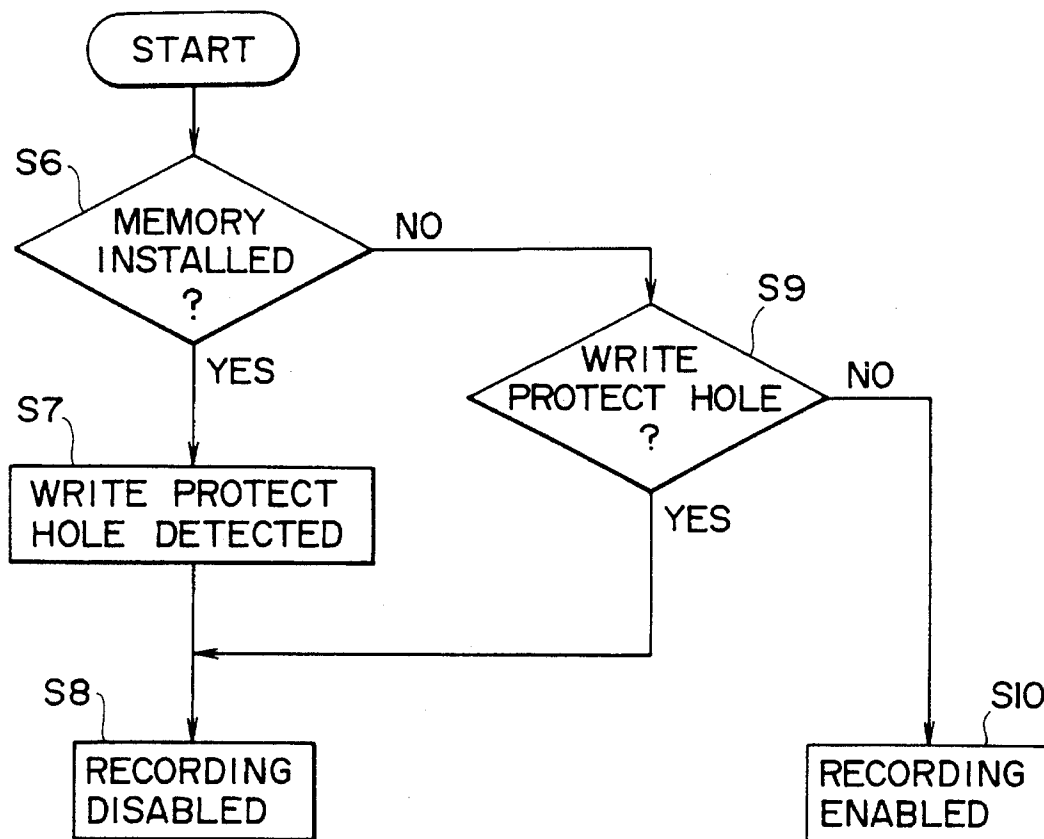 START
S6
MEMORY
INSTALLED
?
NO
YES
S9
WRITE
PROTECT HOLE
?
NO
YES
S7
WRITE PROTECT
HOLE DETECTED
S8
RECORDING
DISABLED
S10
RECORDING
ENABLED